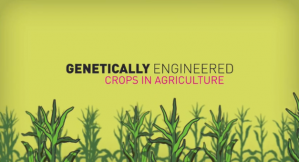 GENETICALLY ENGINEERED
CROPS IN AGRICULTURE